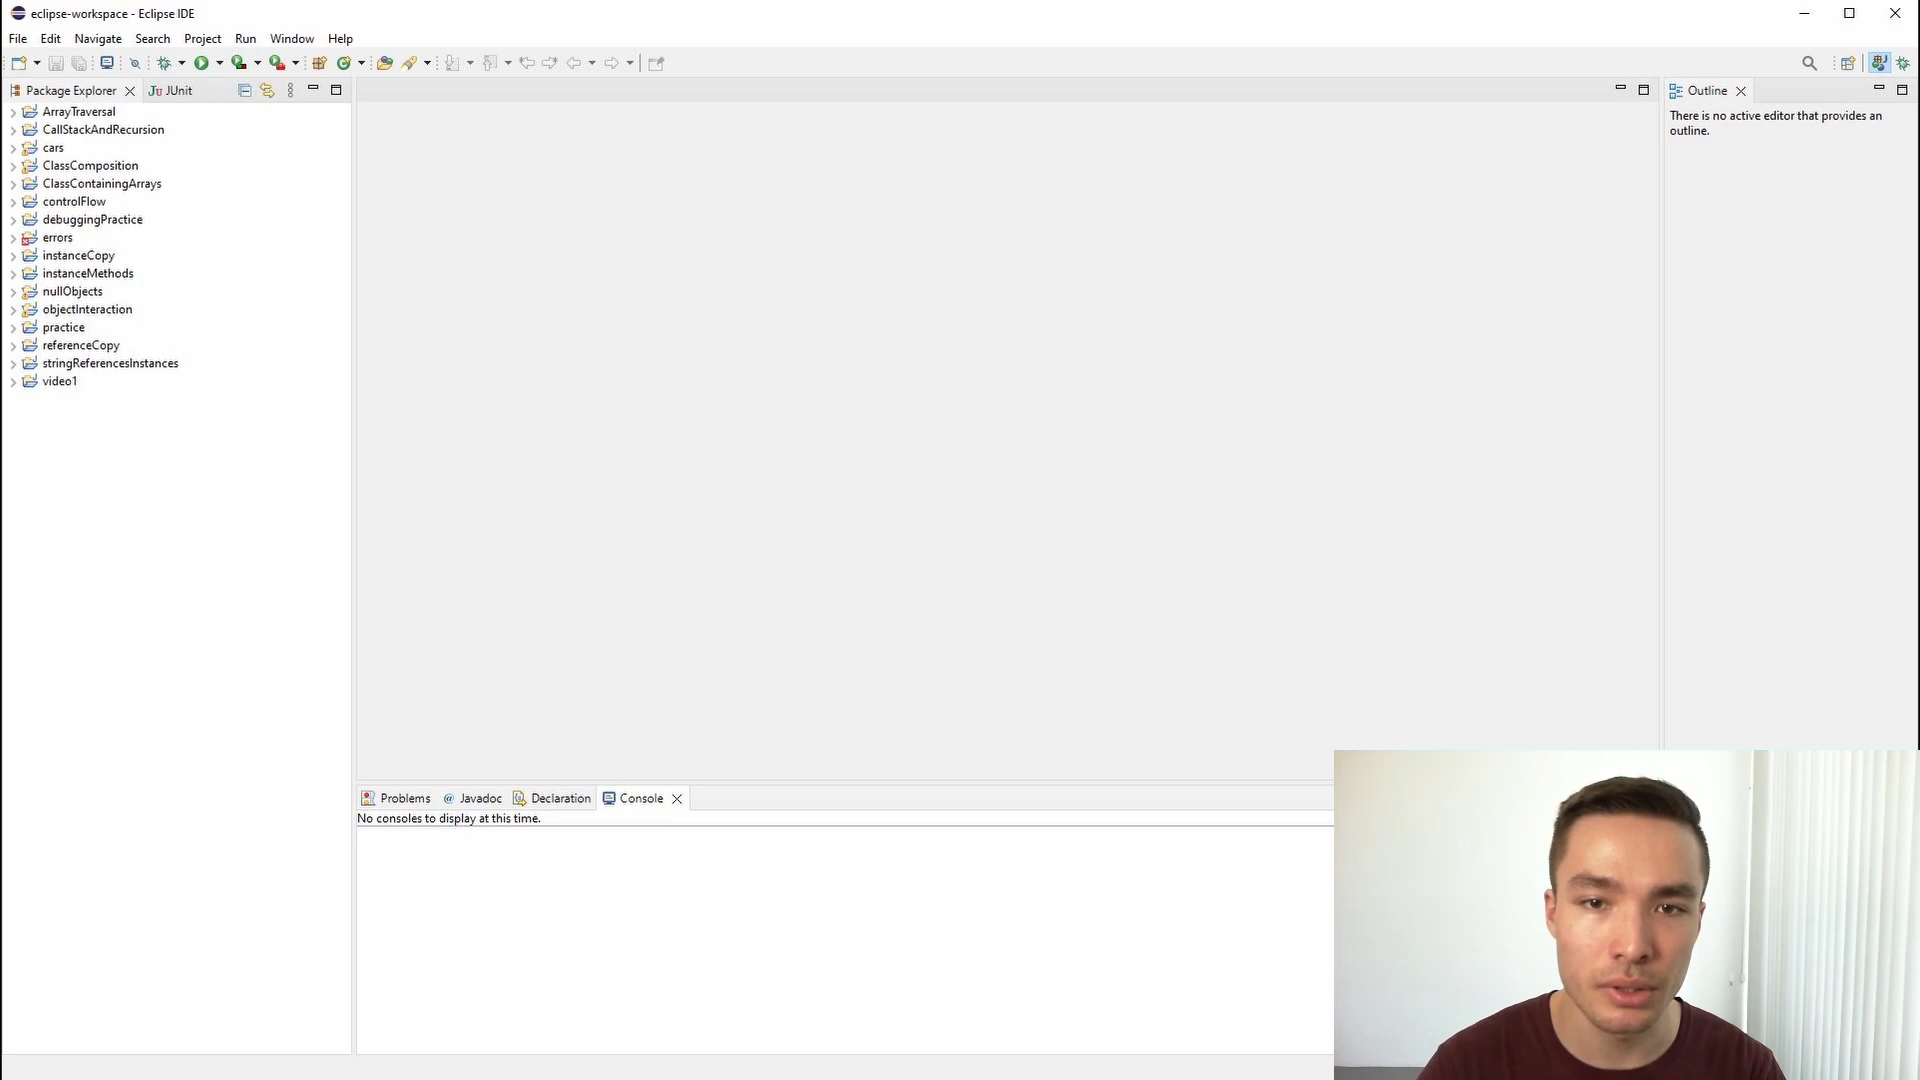 eclipse-workspace - Eclipse IDE
File Edit Navigate Search Project Run Window Help
Package Explorer JUnit
ArrayTraversal
CallStackAndRecursion
cars
ClassComposition
ClassContainingArrays
controlFlow
debuggingPractice
errors
instanceCopy
instanceMethods
nullObjects
objectInteraction
practice
referenceCopy
stringReferencesInstances
video1
Outline
There is no active editor that provides an
outline.
Problems @ Javadoc Declaration Console
No consoles to display at this time.